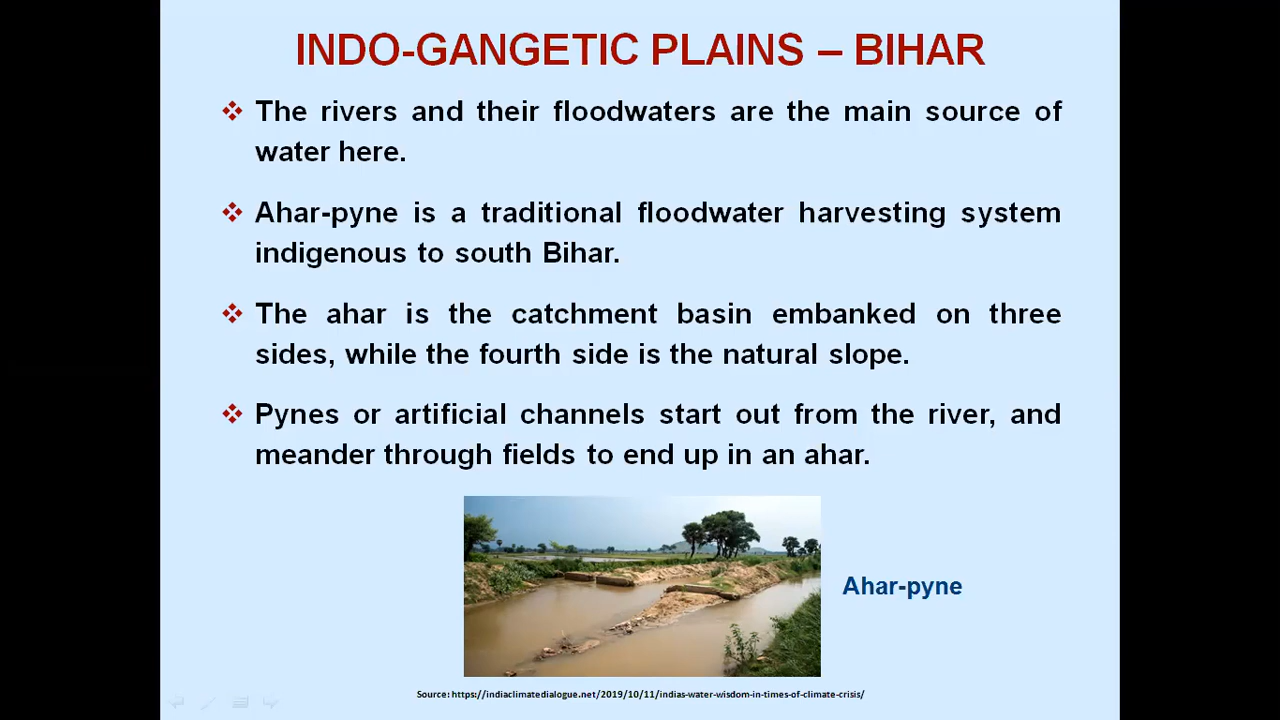 INDO-GANGETIC PLAINS – BIHAR
The rivers and their floodwaters are the main source of
water here.
Ahar-pyne is a traditional floodwater harvesting system
indigenous to south Bihar.
The ahar is the catchment basin embanked on three
sides, while the fourth side is the natural slope.
Pynes or artificial channels start out from the river, and
meander through fields to end up in an ahar.
Ahar-pyne
Source: https://indiaclimatedialogue.net/2019/10/11/indias-water-wisdom-in-times-of-climate-crisis/